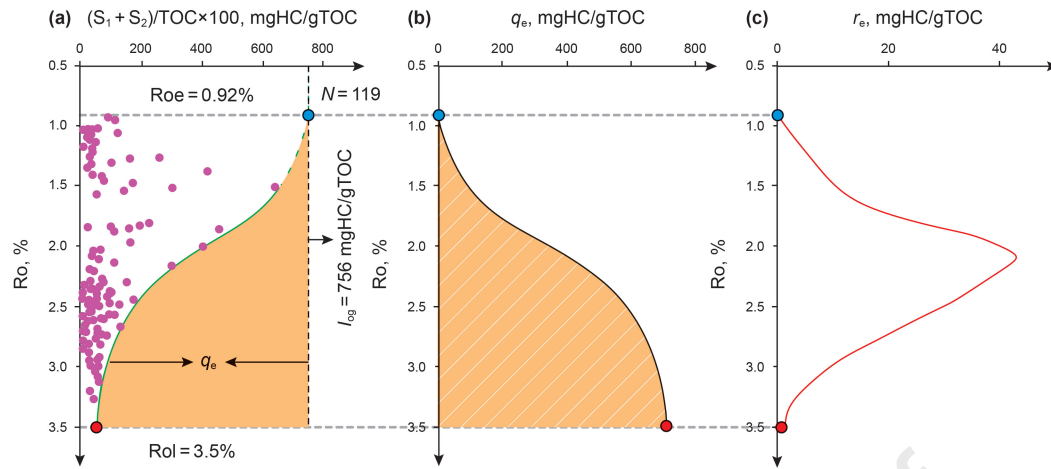 (a) (S₁ + S₂)/TOC×100, mgHC/gTOC
0 200 400 600 800
0.5
Roe = 0.92%
N = 119
1.0
1.5
2.0
2.5
3.0
3.5
Ro, %
I_og = 756 mgHC/gTOC
qₑ
Rol = 3.5%
(b) qₑ, mgHC/gTOC
0 200 400 600 800
0.5
1.0
1.5
2.0
2.5
3.0
3.5
Ro, %
(c) rₑ, mgHC/gTOC
0 20 40
0.5
1.0
1.5
2.0
2.5
3.0
3.5
Ro, %